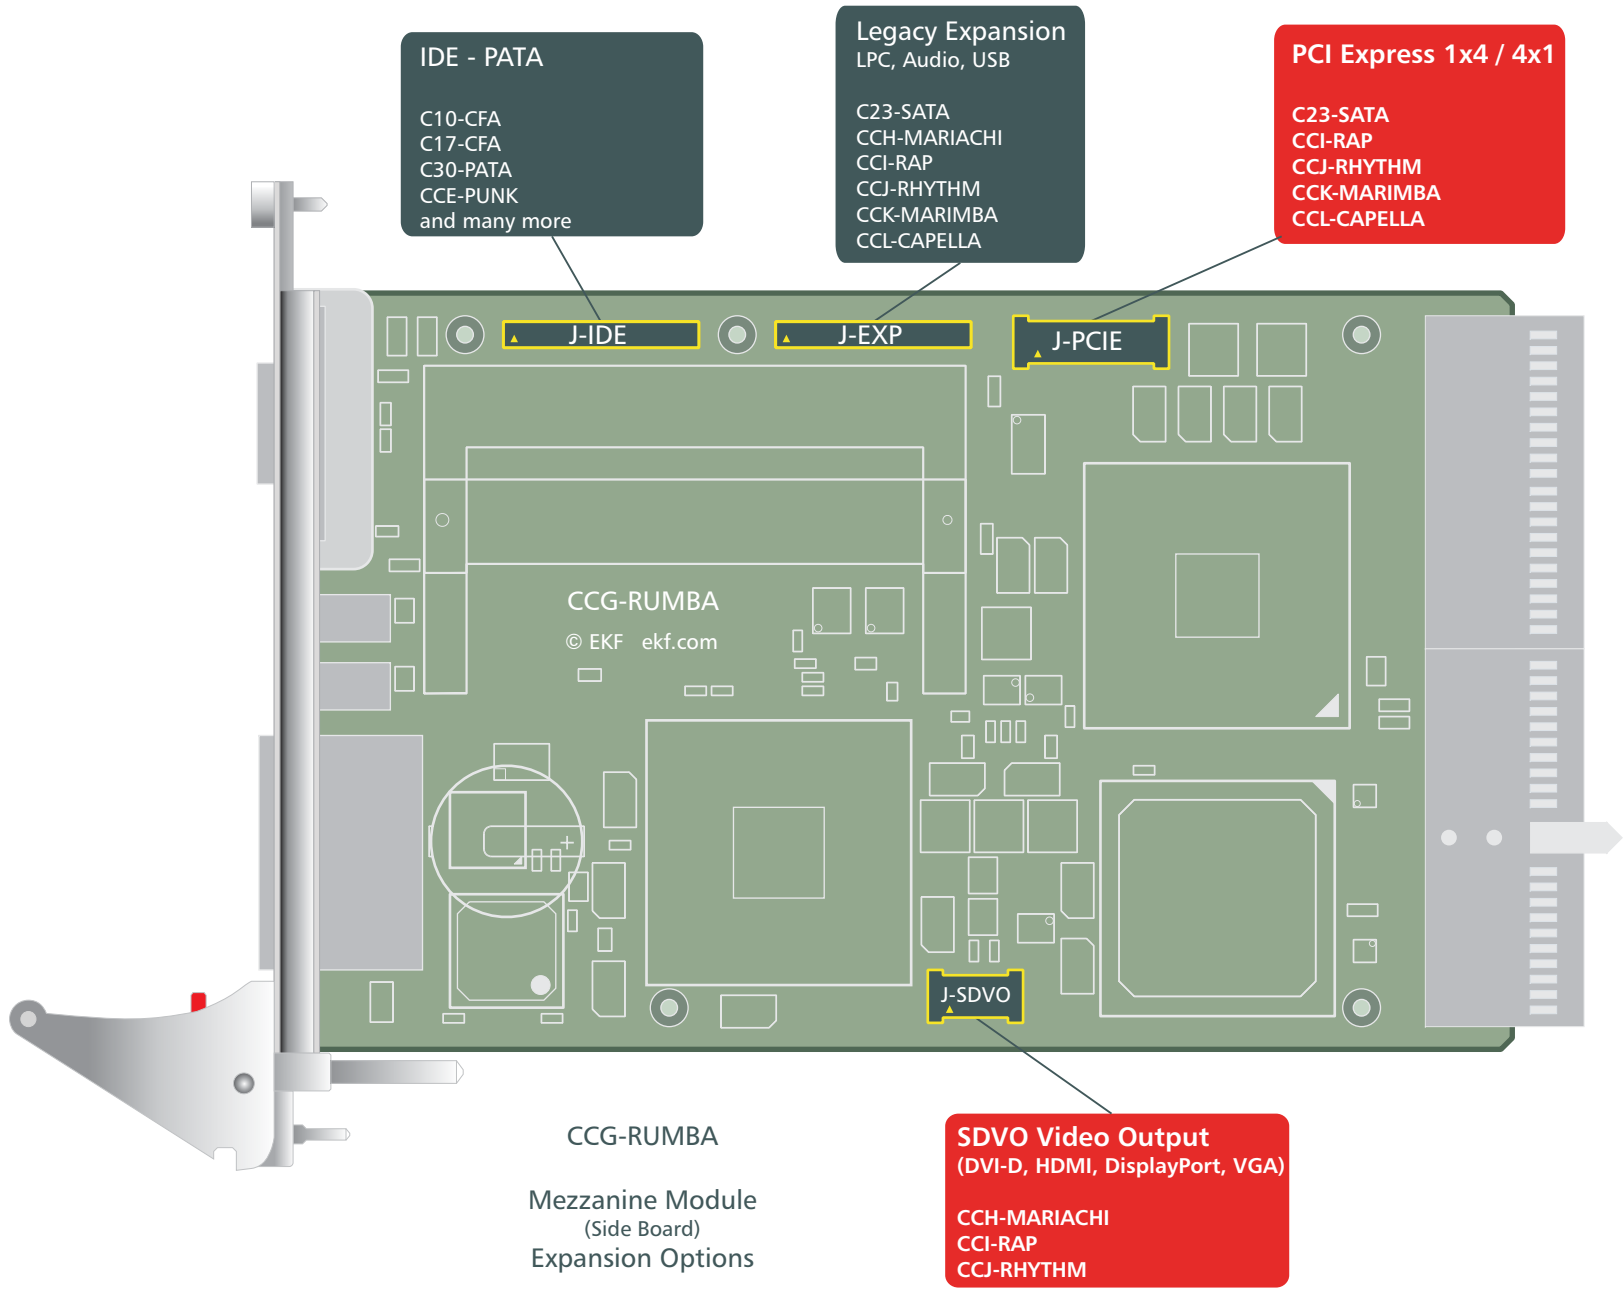 IDE - PATA
C10-CFA
C17-CFA
C30-PATA
CCE-PUNK
and many more
Legacy Expansion
LPC, Audio, USB
C23-SATA
CCH-MARIACHI
CCI-RAP
CCJ-RHYTHM
CCK-MARIMBA
CCL-CAPELLA
PCI Express 1x4 / 4x1
C23-SATA
CCI-RAP
CCJ-RHYTHM
CCK-MARIMBA
CCL-CAPELLA
J-IDE
J-EXP
J-PCIE
CCG-RUMBA
© EKF ekf.com
+
J-SDVO
CCG-RUMBA
Mezzanine Module
(Side Board)
Expansion Options
SDVO Video Output
(DVI-D, HDMI, DisplayPort, VGA)
CCH-MARIACHI
CCI-RAP
CCJ-RHYTHM